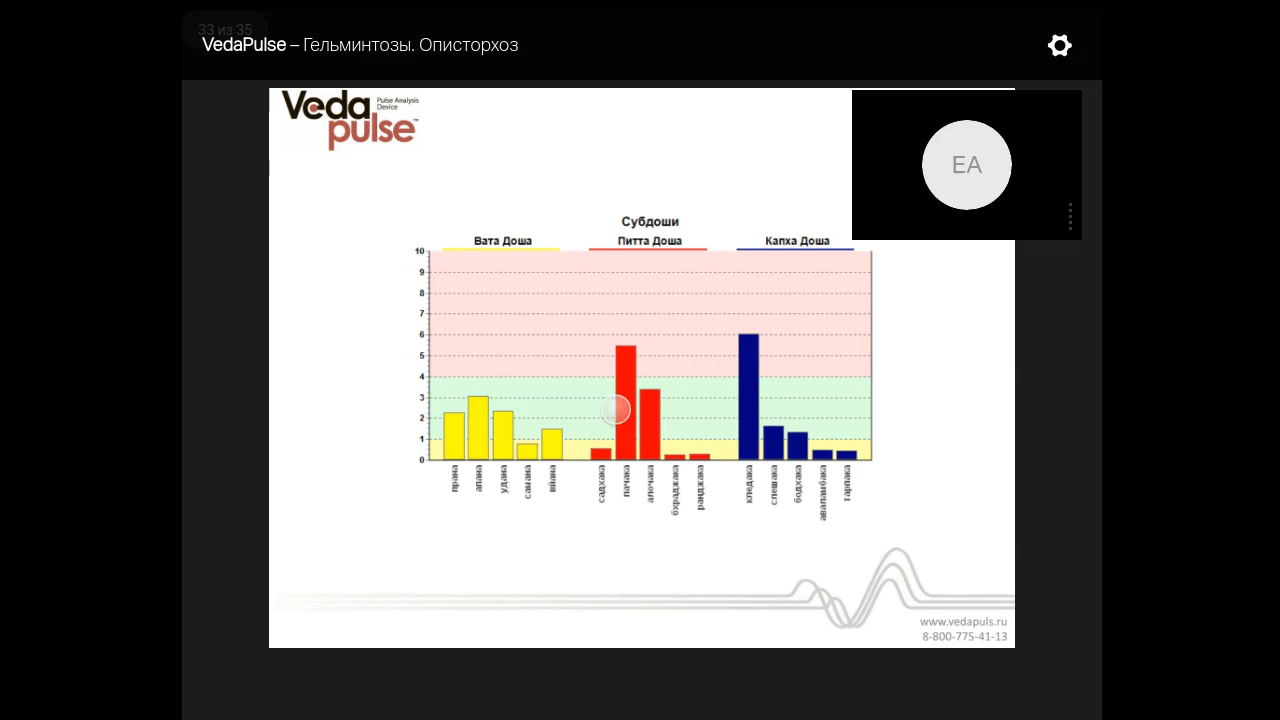 33 из 35
VedaPulse – Гельминтозы. Описторхоз
Veda
Pulse Analysis
Device
pulse™
EA
Субдоши
Вата Доша
Питта Доша
Капха Доша
10
9
8
7
6
5
4
3
2
1
0
прана
апана
удана
самана
вйана
садхака
пачака
алочака
бхраджака
ранджака
кледака
слешака
бодхака
аваламбака
тарпака
www.vedapuls.ru
8-800-775-41-13